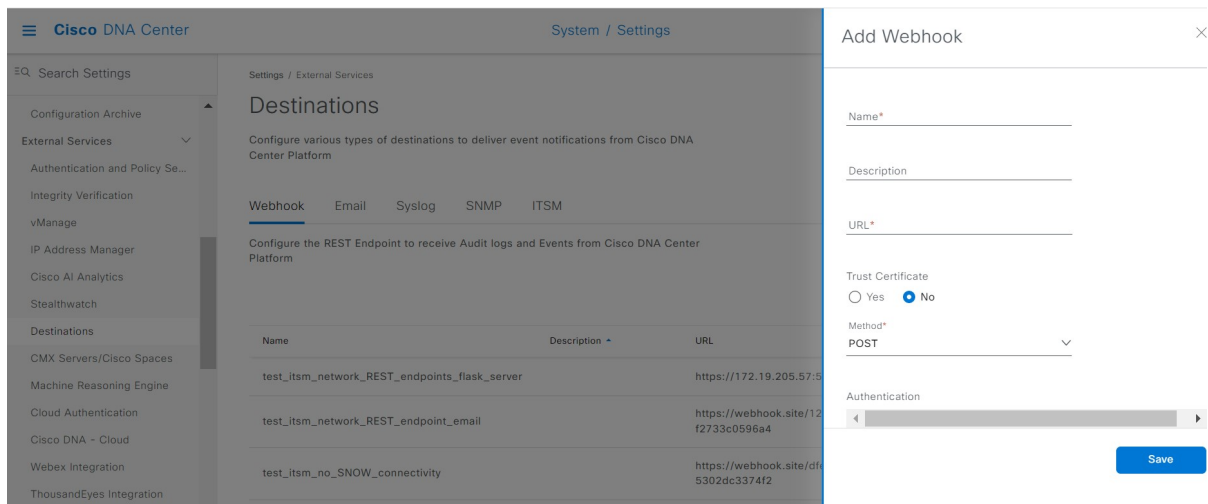 Cisco DNA Center
System / Settings
Search Settings
Configuration Archive
External Services
Authentication and Policy Se...
Integrity Verification
vManage
IP Address Manager
Cisco AI Analytics
Stealthwatch
Destinations
CMX Servers/Cisco Spaces
Machine Reasoning Engine
Cloud Authentication
Cisco DNA - Cloud
Webex Integration
ThousandEyes Integration
Settings / External Services
Destinations
Configure various types of destinations to deliver event notifications from Cisco DNA
Center Platform
Webhook Email Syslog SNMP ITSM
Configure the REST Endpoint to receive Audit logs and Events from Cisco DNA Center
Platform
Name Description URL
test_itsm_network_REST_endpoints_flask_server https://172.19.205.57:5
test_itsm_network_REST_endpoint_email https://webhook.site/12
f2733c0596a4
test_itsm_no_SNOW_connectivity https://webhook.site/dfc
5302dc3374f2
Add Webhook
Name*
Description
URL*
Trust Certificate
Yes No
Method*
POST
Authentication
Save